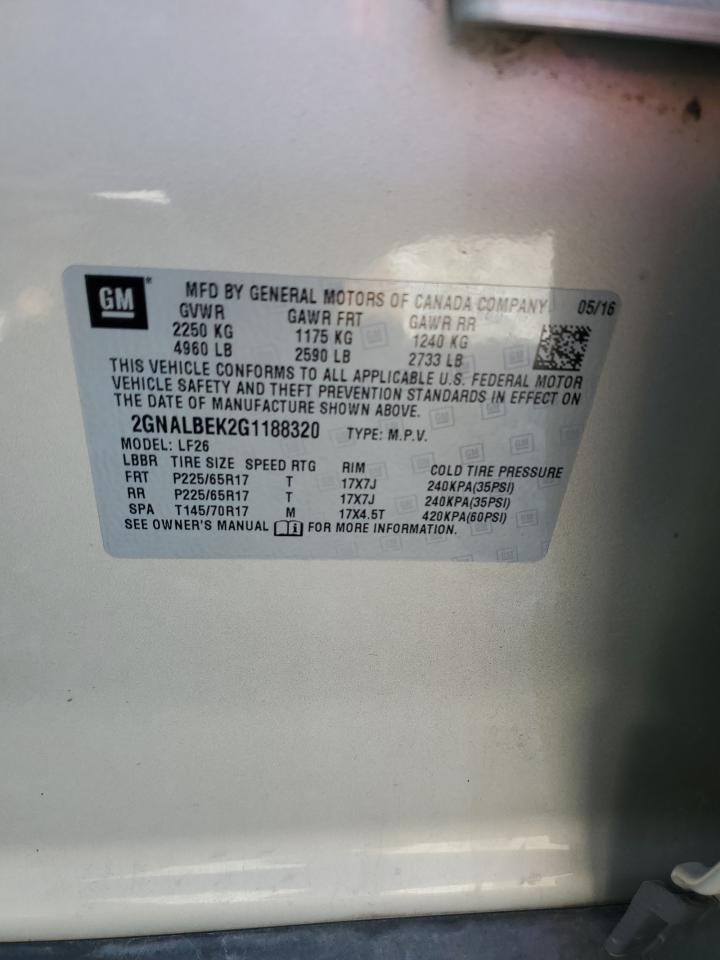 GM MFD BY GENERAL MOTORS OF CANADA COMPANY 05/16
GVWR GAWR FRT GAWR RR
2250 KG 1175 KG 1240 KG
4960 LB 2590 LB 2733 LB
THIS VEHICLE CONFORMS TO ALL APPLICABLE U.S. FEDERAL MOTOR
VEHICLE SAFETY AND THEFT PREVENTION STANDARDS IN EFFECT ON
THE DATE OF MANUFACTURE SHOWN ABOVE.
2GNALBEK2G1188320 TYPE: M.P.V.
MODEL: LF26
LBBR TIRE SIZE SPEED RTG RIM COLD TIRE PRESSURE
FRT P225/65R17 T 17X7J 240KPA(35PSI)
RR P225/65R17 T 17X7J 240KPA(35PSI)
SPA T145/70R17 M 17X4.5T 420KPA(60PSI)
SEE OWNER'S MANUAL i FOR MORE INFORMATION.